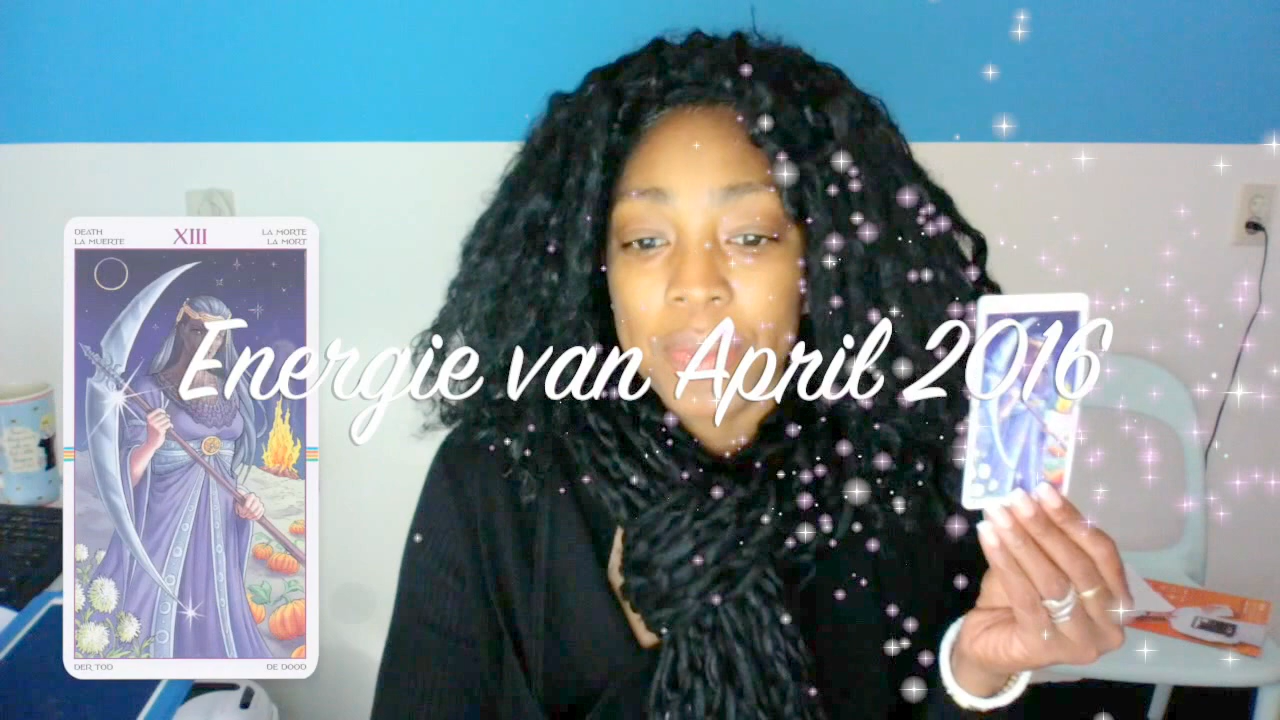 DEATH
LA MUERTE
XIII
LA MORTE
LA MORT
Energie van April 2016
DER TOD
DE DOOD